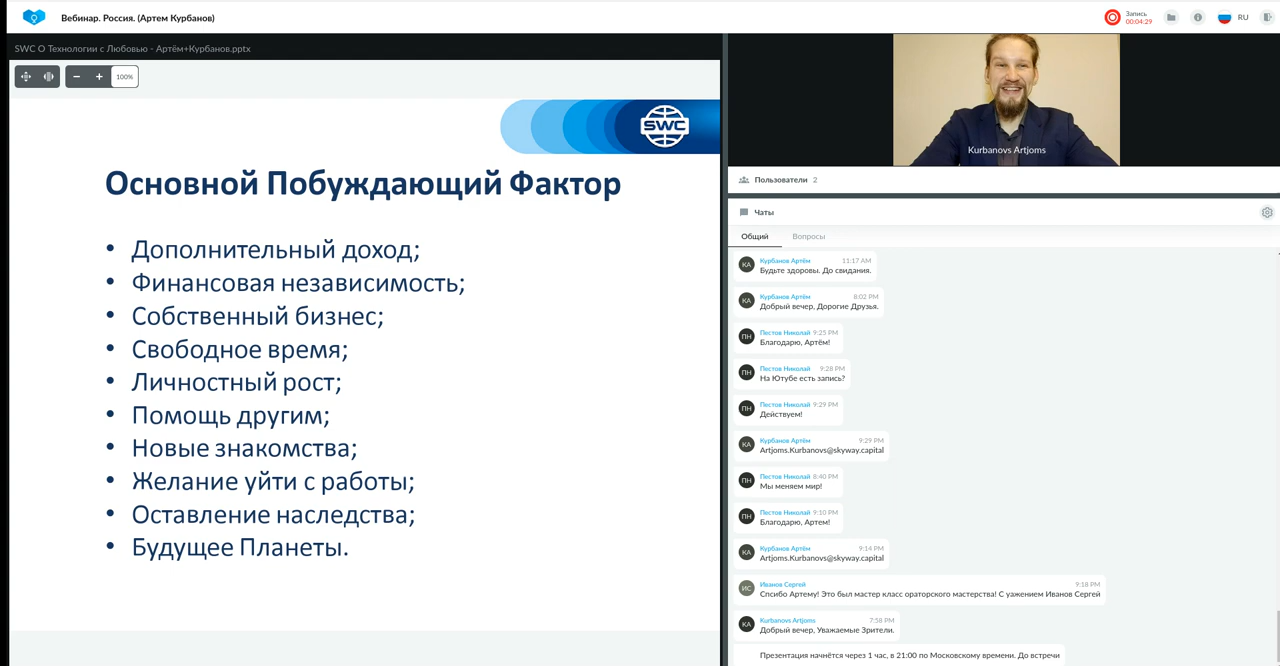 Вебинар. Россия. (Артем Курбанов)
Запись
00:04:29
RU
SWC О Технологии с Любовью - Артём+Курбанов.pptx
100%
SWC
Основной Побуждающий Фактор
• Дополнительный доход;
• Финансовая независимость;
• Собственный бизнес;
• Свободное время;
• Личностный рост;
• Помощь другим;
• Новые знакомства;
• Желание уйти с работы;
• Оставление наследства;
• Будущее Планеты.
Kurbanovs Artjoms
Пользователи 2
Чаты
Общий Вопросы
КА Курбанов Артём 11:17 AM
Будьте здоровы. До свидания.
КА Курбанов Артём 8:02 PM
Добрый вечер, Дорогие Друзья.
ПН Пестов Николай 9:25 PM
Благодарю, Артём!
ПН Пестов Николай 9:28 PM
На Ютубе есть запись?
ПН Пестов Николай 9:29 PM
Действуем!
КА Курбанов Артём 9:29 PM
Artjoms.Kurbanovs@skyway.capital
ПН Пестов Николай 8:40 PM
Мы меняем мир!
ПН Пестов Николай 9:10 PM
Благодарю, Артем!
КА Курбанов Артём 9:14 PM
Artjoms.Kurbanovs@skyway.capital
ИС Иванов Сергей 9:18 PM
Спсибо Артему! Это был мастер класс ораторского мастерства! С уажением Иванов Сергей
KA Kurbanovs Artjoms 7:58 PM
Добрый вечер, Уважаемые Зрители.
Презентация начнётся через 1 час, в 21:00 по Московскому времени. До встречи